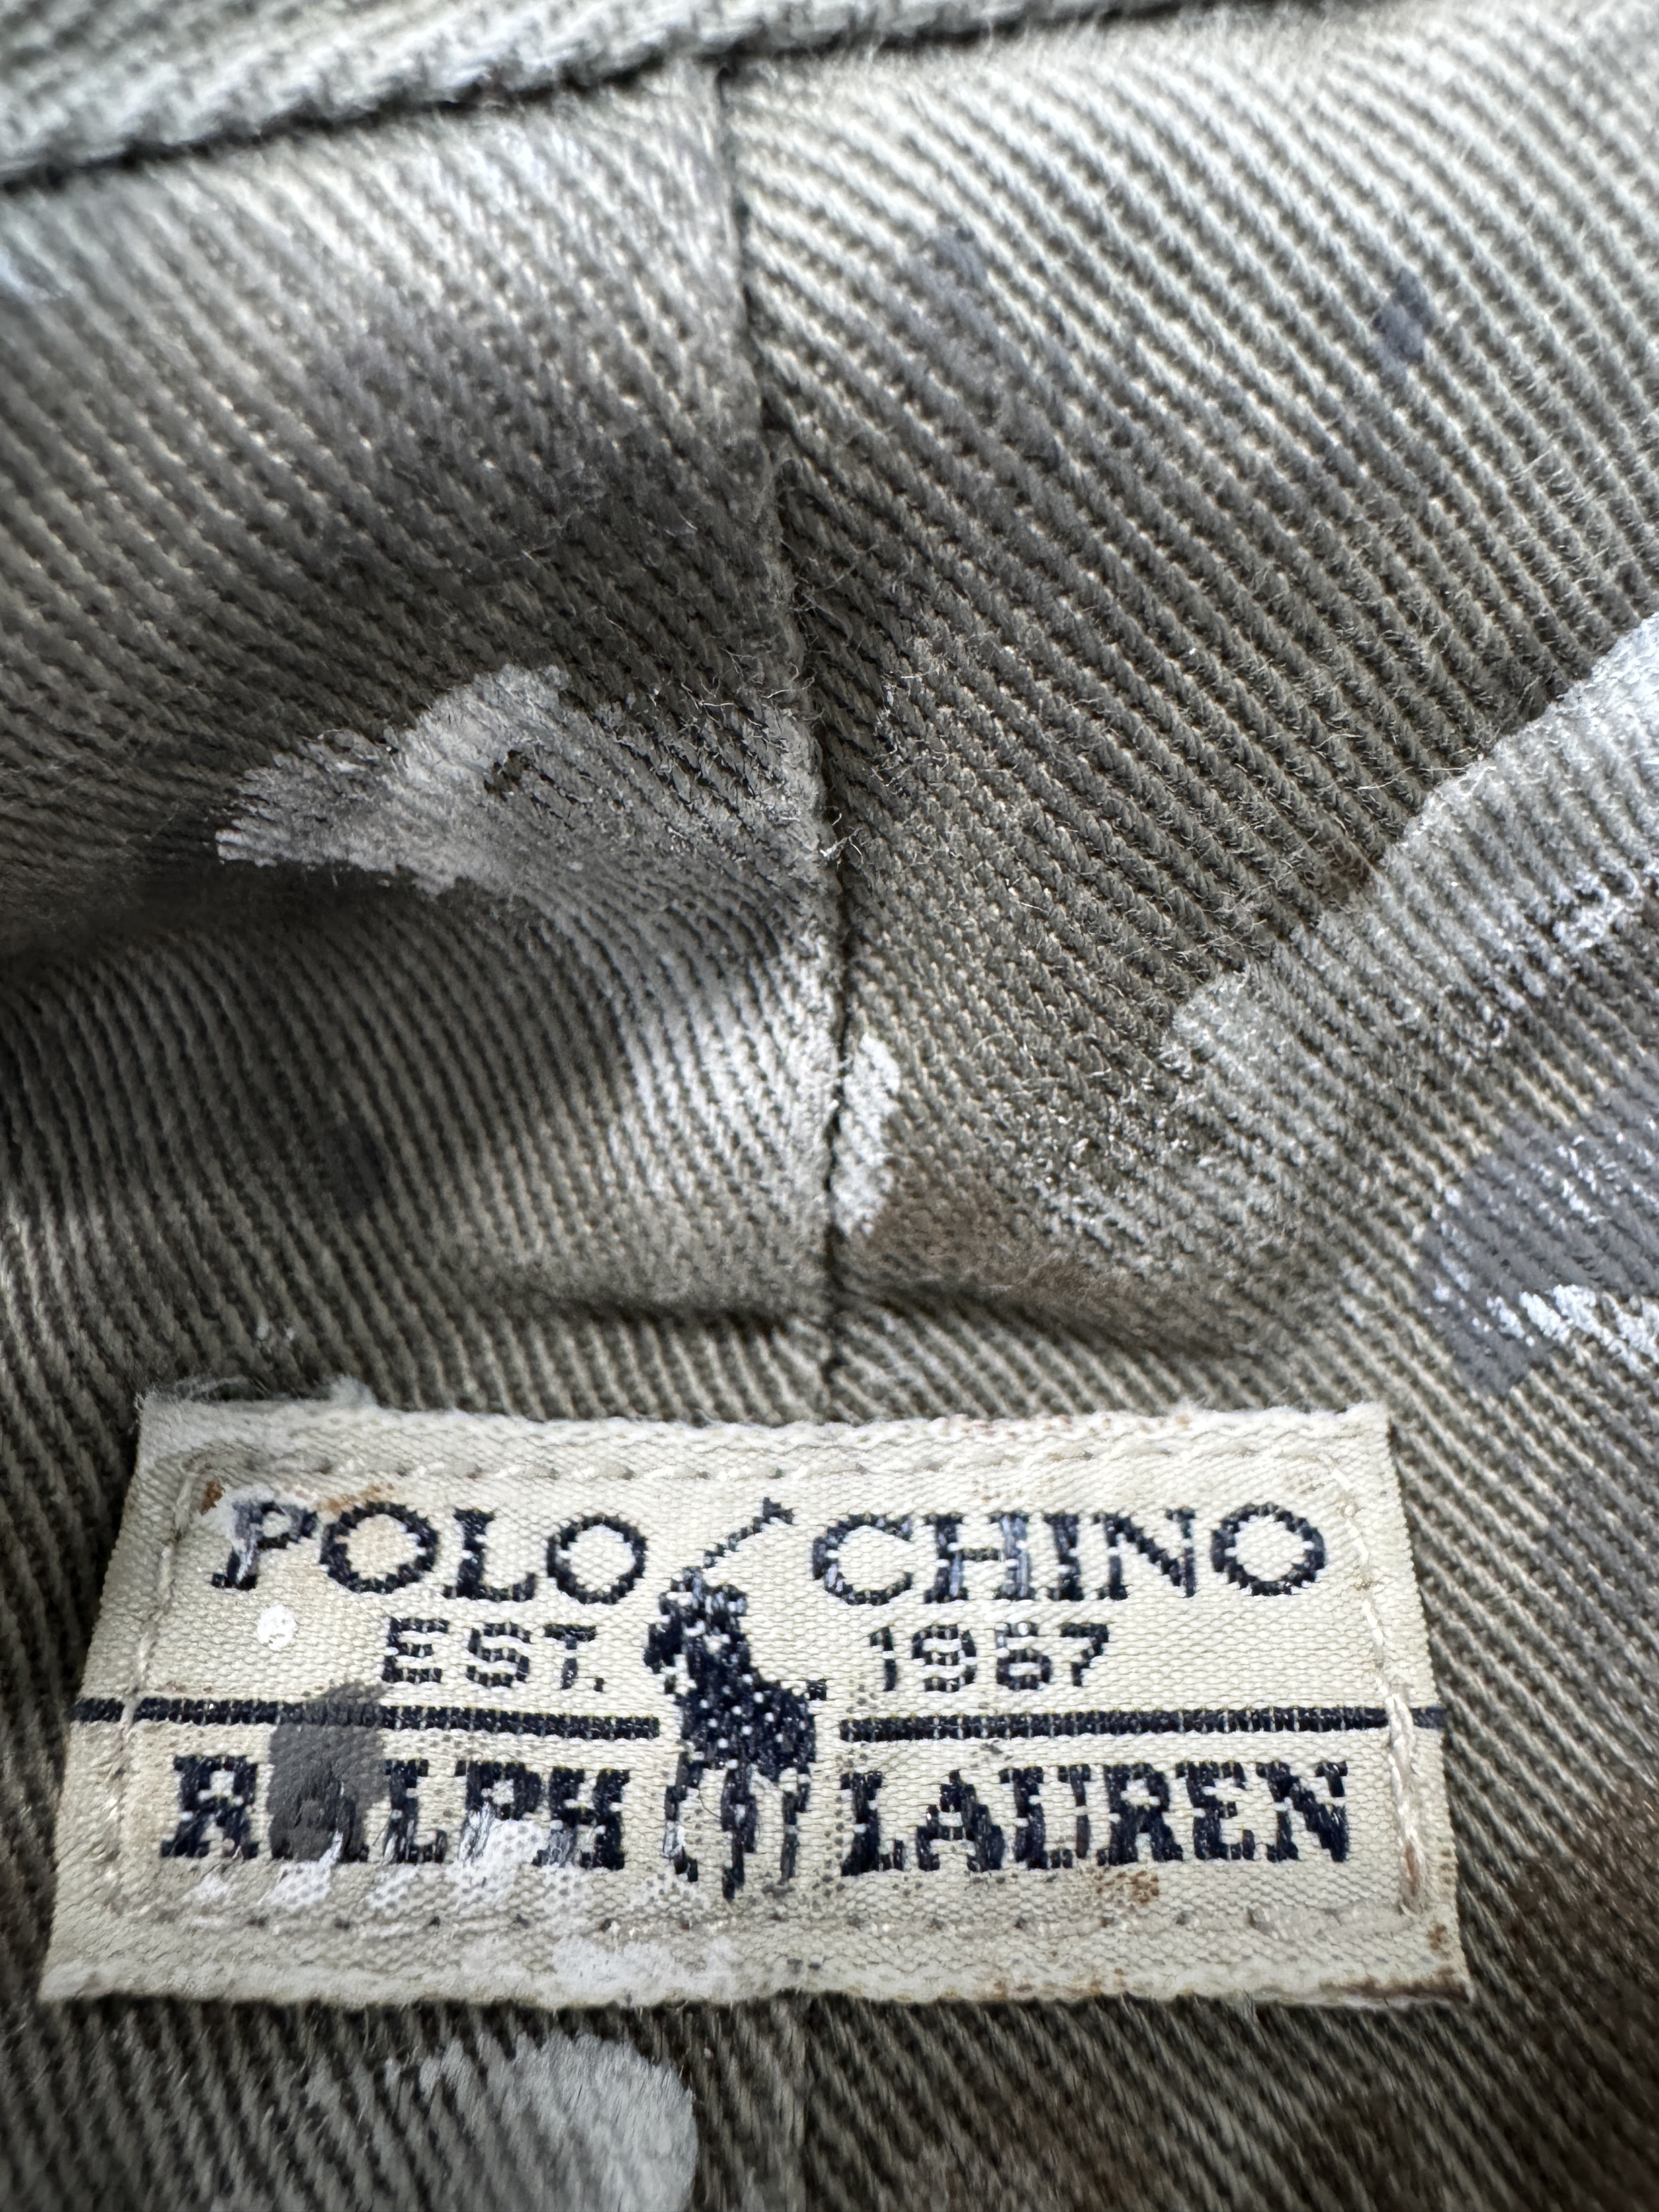 POLO CHINO
EST. 1967
RALPH LAUREN